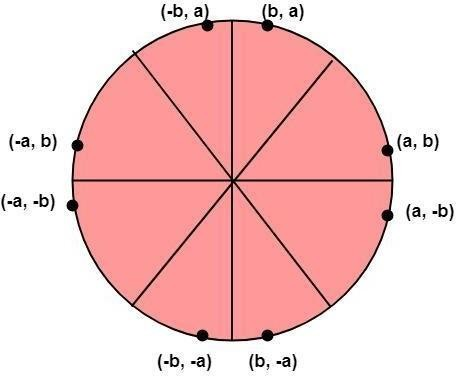 (-b, a) (b, a)
(-a, b) (a, b)
(-a, -b) (a, -b)
(-b, -a) (b, -a)